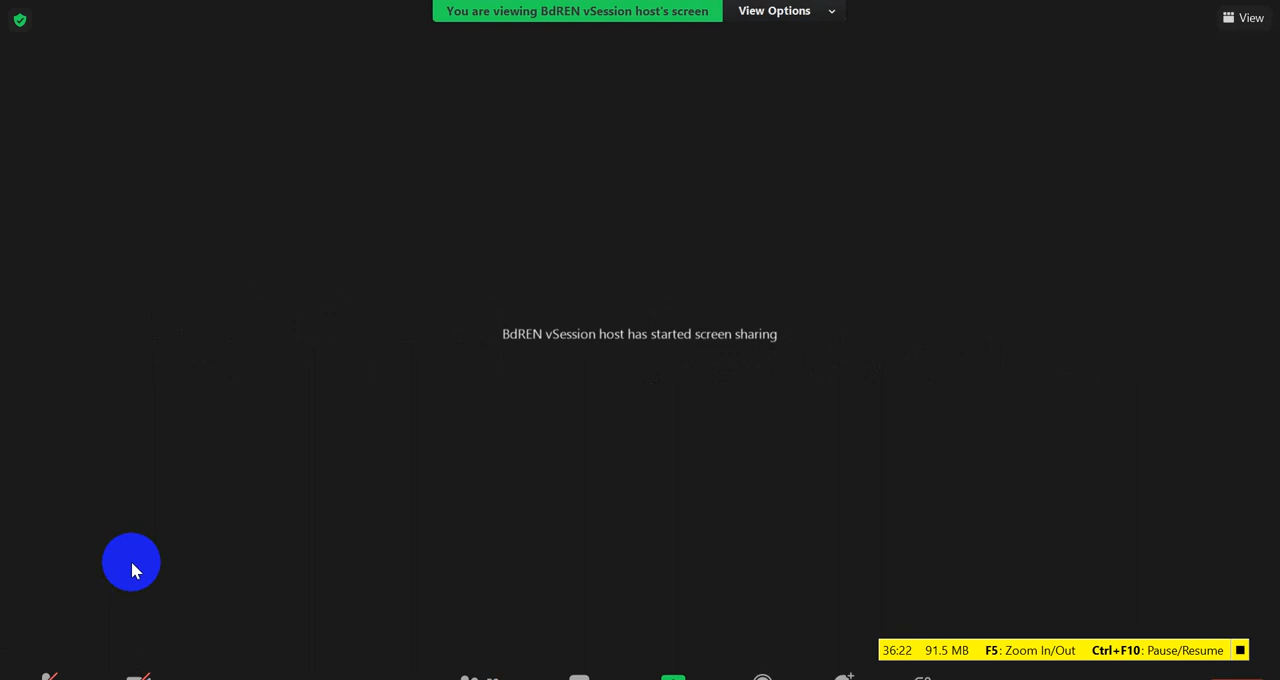 You are viewing BdREN vSession host's screen View Options
View
BdREN vSession host has started screen sharing
36:22 91.5 MB F5: Zoom In/Out Ctrl+F10: Pause/Resume